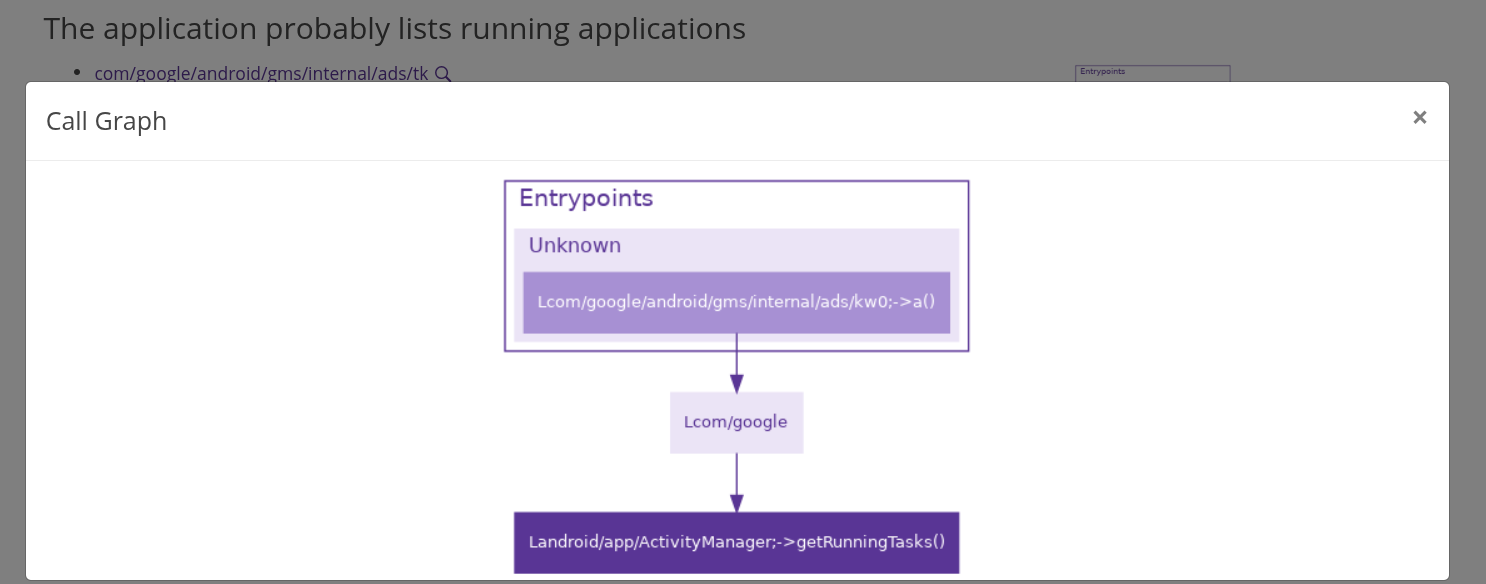 The application probably lists running applications
com/google/android/gms/internal/ads/tk
Entrypoints
Call Graph
×
Entrypoints
Unknown
Lcom/google/android/gms/internal/ads/kw0;->a()
Lcom/google
Landroid/app/ActivityManager;->getRunningTasks()